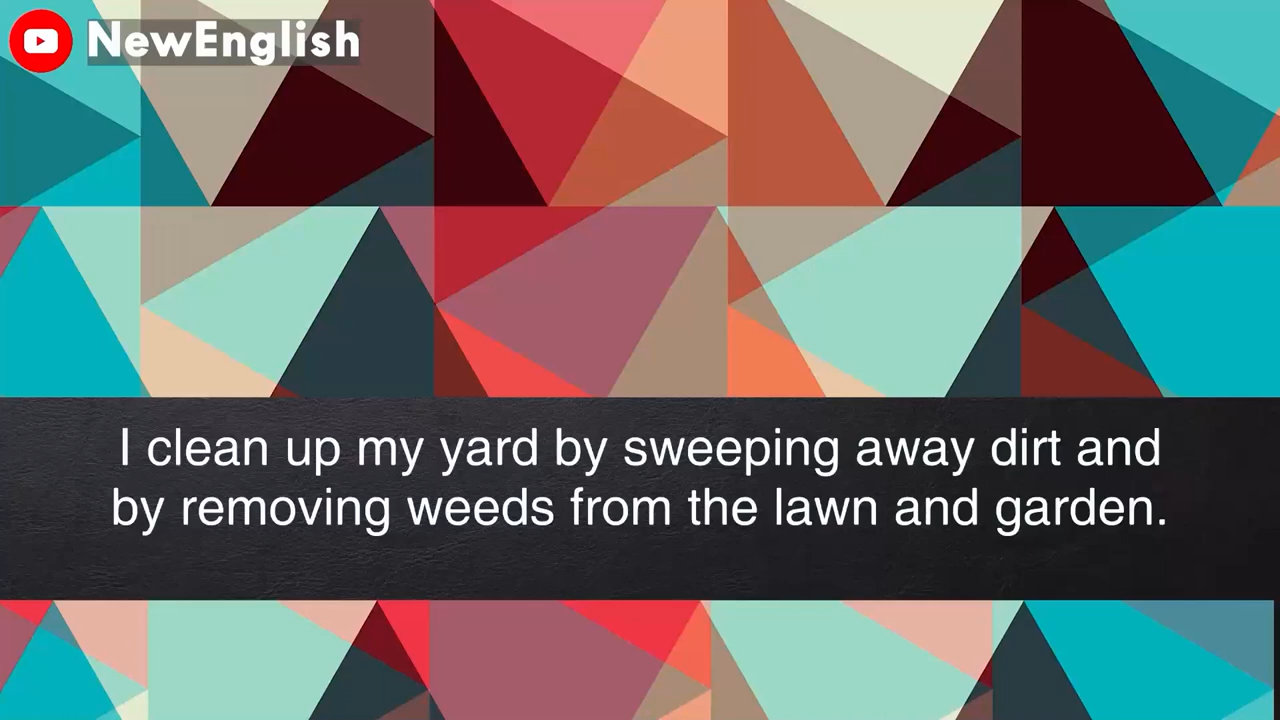 NewEnglish
I clean up my yard by sweeping away dirt and
by removing weeds from the lawn and garden.